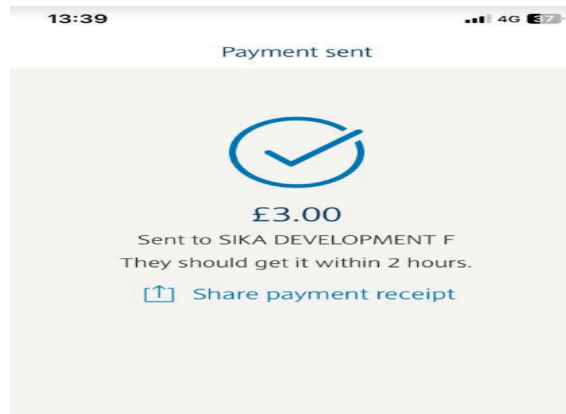 13:39
4G 37
Payment sent
£3.00
Sent to SIKA DEVELOPMENT F
They should get it within 2 hours.
Share payment receipt